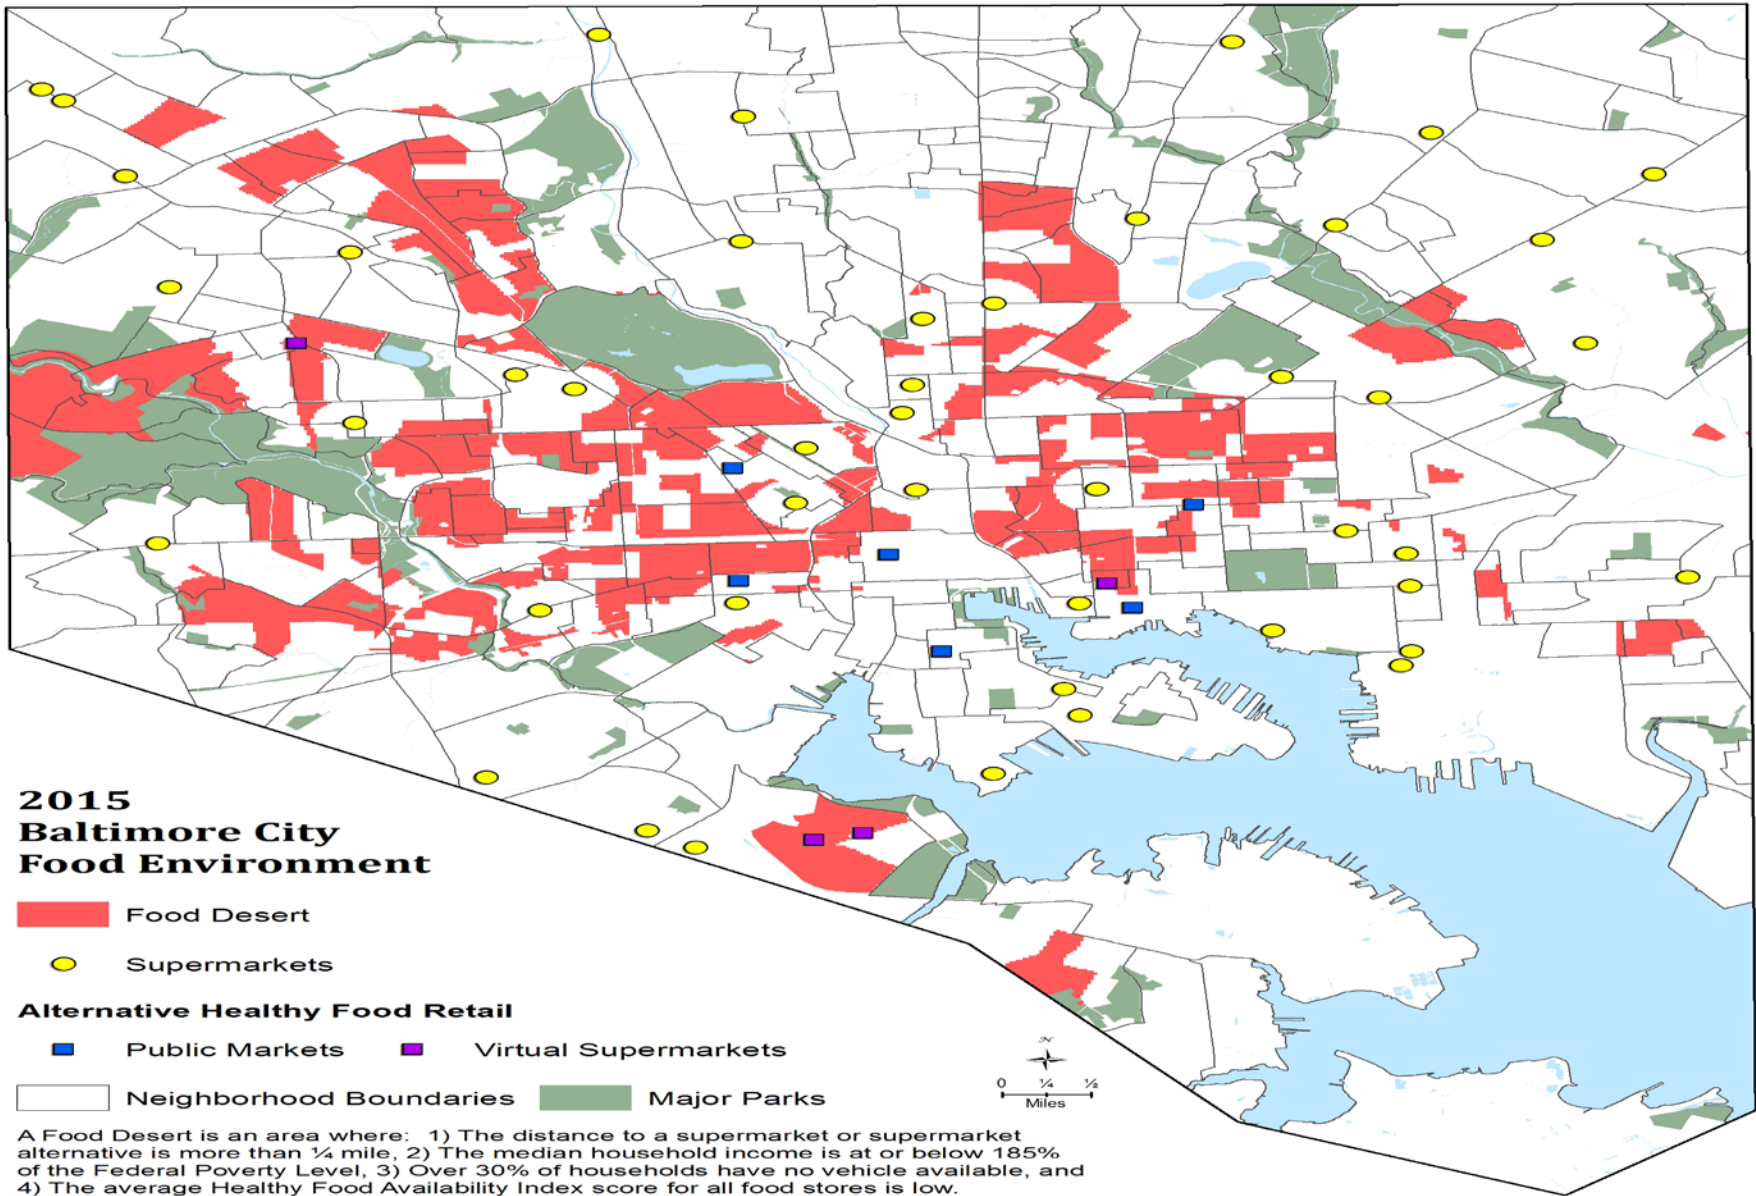 2015
Baltimore City
Food Environment
Food Desert
Supermarkets
Alternative Healthy Food Retail
Public Markets
Virtual Supermarkets
Neighborhood Boundaries
Major Parks
N
0 ¼ ½
Miles
A Food Desert is an area where: 1) The distance to a supermarket or supermarket
alternative is more than ¼ mile, 2) The median household income is at or below 185%
of the Federal Poverty Level, 3) Over 30% of households have no vehicle available, and
4) The average Healthy Food Availability Index score for all food stores is low.